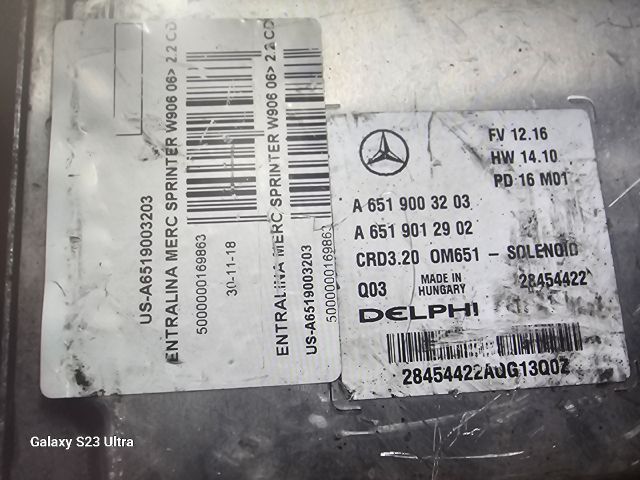 US-A6519003203
ENTRALINA MERC SPRINTER W906 06> 2.2 CD
5000000169863
30-11-18
ENTRALINA MERC SPRINTER W906 06> 2.2 CD
US-A6519003203
5000000169863
FV 12.16
HW 14.10
PD 16 M01
A 651 900 32 03
A 651 901 29 02
CRD3.20 OM651 - SOLENOID
Q03 MADE IN HUNGARY 28454422
DELPHI
28454422AQG13Q0Z
Galaxy S23 Ultra